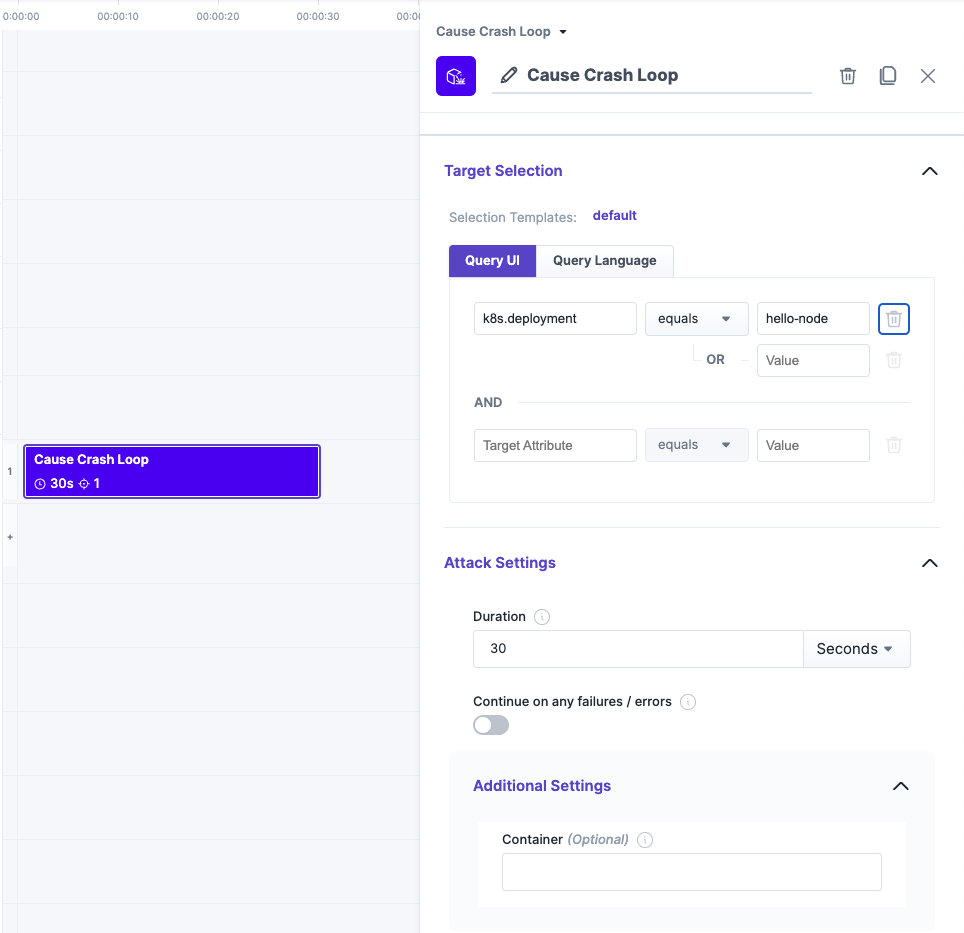 0:00:00 00:00:10 00:00:20 00:00:30
Cause Crash Loop
Cause Crash Loop
Target Selection
Selection Templates: default
Query UI Query Language
k8s.deployment equals hello-node
OR Value
AND
Target Attribute equals Value
1 Cause Crash Loop
30s 1
+
Attack Settings
Duration
30 Seconds
Continue on any failures / errors
Additional Settings
Container (Optional)